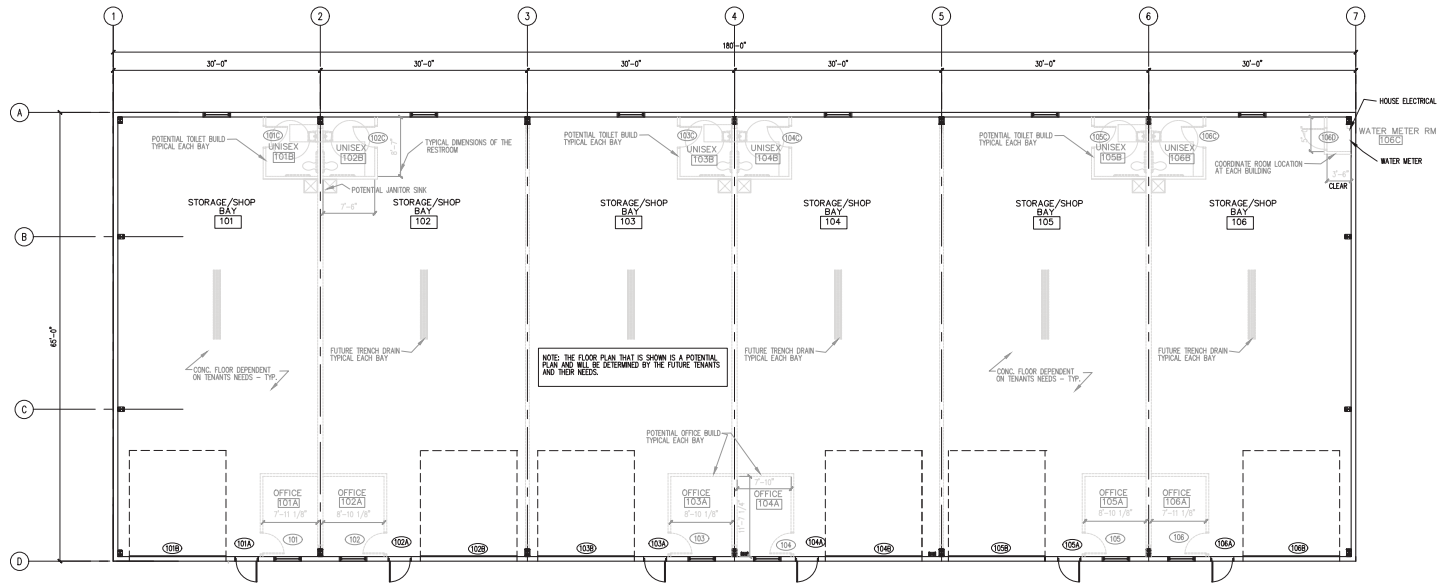 1
2
3
4
5
6
7
180'-0"
30'-0"
30'-0"
30'-0"
30'-0"
30'-0"
30'-0"
A
B
C
D
65'-0"
POTENTIAL TOILET BUILD
TYPICAL EACH BAY
101C
UNISEX
101B
102C
UNISEX
102B
TYPICAL DIMENSIONS OF THE
RESTROOM
POTENTIAL JANITOR SINK
7'-6"
POTENTIAL TOILET BUILD
TYPICAL EACH BAY
103C
UNISEX
103B
104C
UNISEX
104B
POTENTIAL TOILET BUILD
TYPICAL EACH BAY
105C
UNISEX
105B
106C
UNISEX
106B
106D
HOUSE ELECTRICAL
WATER METER RM
106C
WATER METER
COORDINATE ROOM LOCATION
AT EACH BUILDING
3'-6"
CLEAR
STORAGE/SHOP
BAY
101
STORAGE/SHOP
BAY
102
STORAGE/SHOP
BAY
103
STORAGE/SHOP
BAY
104
STORAGE/SHOP
BAY
105
STORAGE/SHOP
BAY
106
CONC. FLOOR DEPENDENT
ON TENANTS NEEDS - TYP.
FUTURE TRENCH DRAIN
TYPICAL EACH BAY
NOTE: THE FLOOR PLAN THAT IS SHOWN IS A POTENTIAL
PLAN AND WILL BE DETERMINED BY THE FUTURE TENANTS
AND THEIR NEEDS.
FUTURE TRENCH DRAIN
TYPICAL EACH BAY
CONC. FLOOR DEPENDENT
ON TENANTS NEEDS - TYP.
FUTURE TRENCH DRAIN
TYPICAL EACH BAY
POTENTIAL OFFICE BUILD
TYPICAL EACH BAY
OFFICE
101A
7'-11 1/8"
OFFICE
102A
8'-10 1/8"
OFFICE
103A
8'-10 1/8"
7'-10"
OFFICE
104A
11'-7 1/4"
OFFICE
105A
8'-10 1/8"
OFFICE
106A
7'-11 1/8"
101B
101A
101
102
102A
102B
103B
103A
103
104
104A
104B
105B
105A
105
106
106A
106B